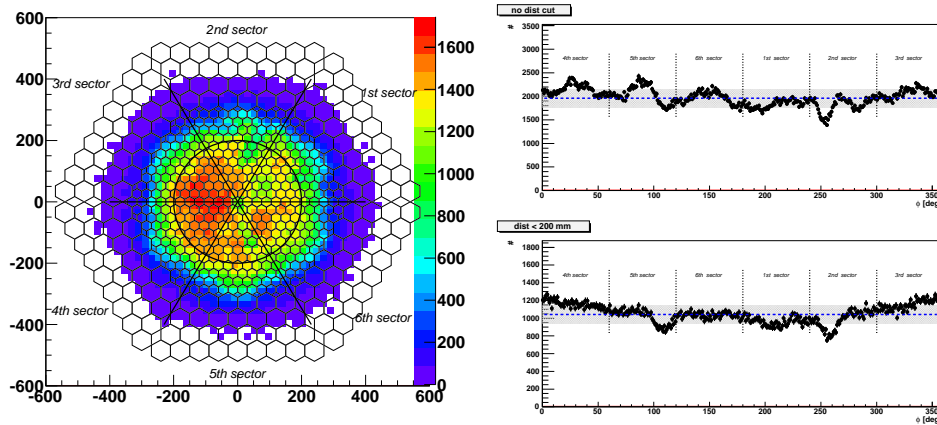 2nd sector
3rd sector
1st sector
4th sector
6th sector
5th sector
600
400
200
0
-200
-400
-600
-600 -400 -200 0 200 400 600
1600
1400
1200
1000
800
600
400
200
0
no dist cut
#
3500
3000
2500
2000
1500
1000
500
0
4th sector 5th sector 6th sector 1st sector 2nd sector 3rd sector
0 50 100 150 200 250 300 350
ϕ [deg
dist < 200 mm
#
1800
1600
1400
1200
1000
800
600
400
200
0
4th sector 5th sector 6th sector 1st sector 2nd sector 3rd sector
0 50 100 150 200 250 300 350
ϕ [deg